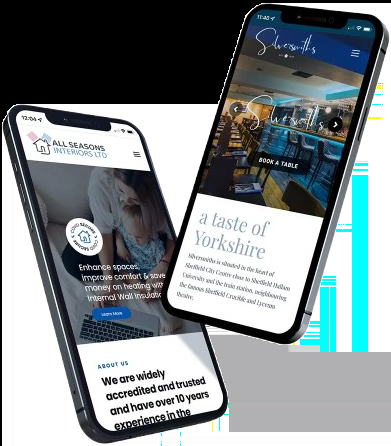 12:04
ALL SEASONS
INTERIORS LTD
Enhance spaces,
improve comfort & save
money on heating with
Internal Wall Insulation
Learn More
ABOUT US
We are widely
accredited and trusted
and have over 10 years
experience in the
11:40
Silversmiths
Silversmiths
BOOK A TABLE
a taste of
Yorkshire
Silversmiths is situated in the heart of
Sheffield City Centre close to Sheffield Hallam
University and the train station, neighbouring
the famous Sheffield Crucible and Lyceum
theatre.